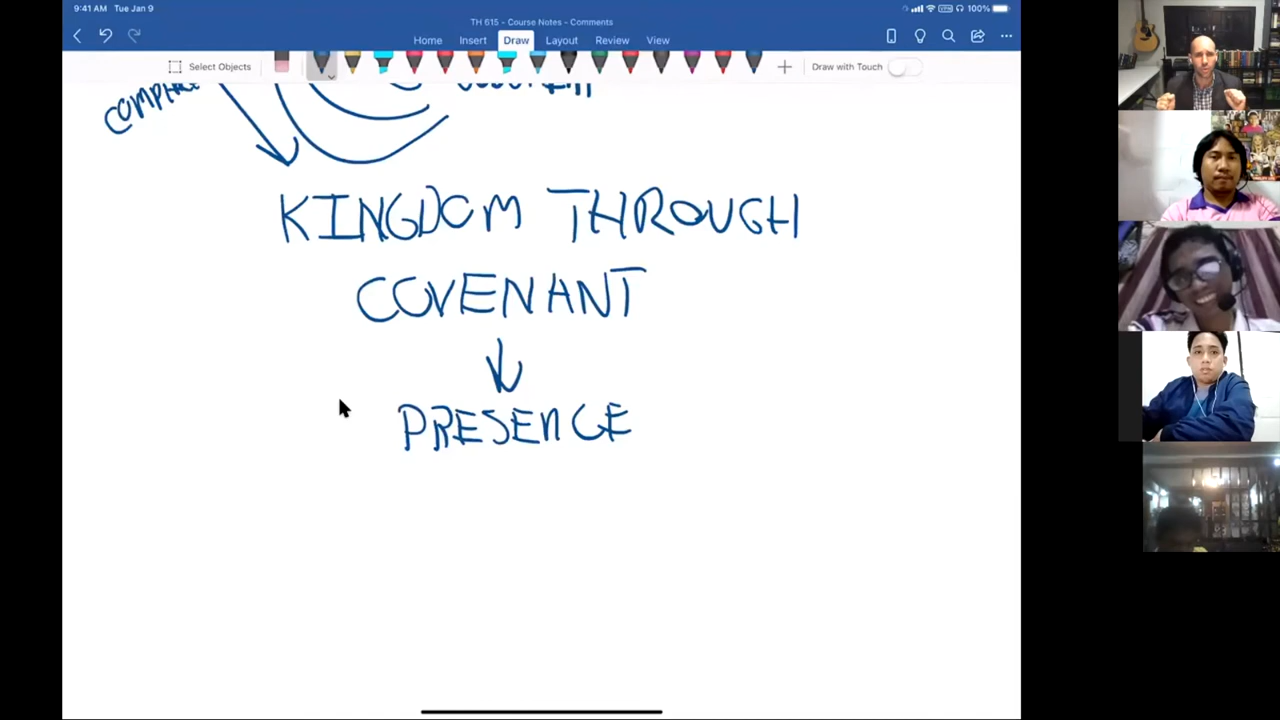 9:41 AM Tue Jan 9
100%
TH 615 - Course Notes - Comments
Home Insert Draw Layout Review View
Select Objects
Draw with Touch
KINGDOM THROUGH
COVENANT
PRESENCE